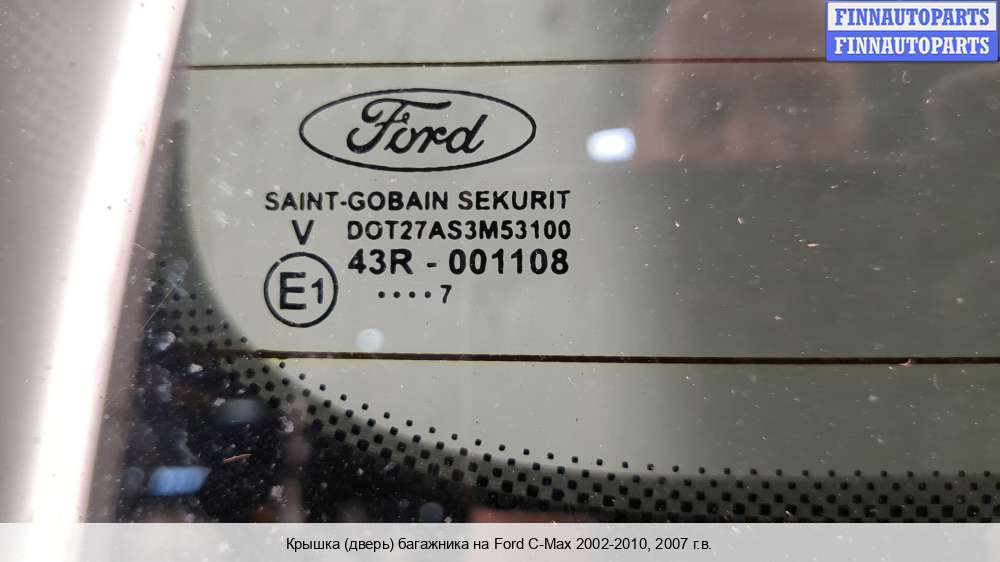 FINNAUTOPARTS
FINNAUTOPARTS
Ford
SAINT-GOBAIN SEKURIT
V DOT27AS3M53100
43R - 001108
E1 ····7
Крышка (дверь) багажника на Ford C-Max 2002-2010, 2007 г.в.